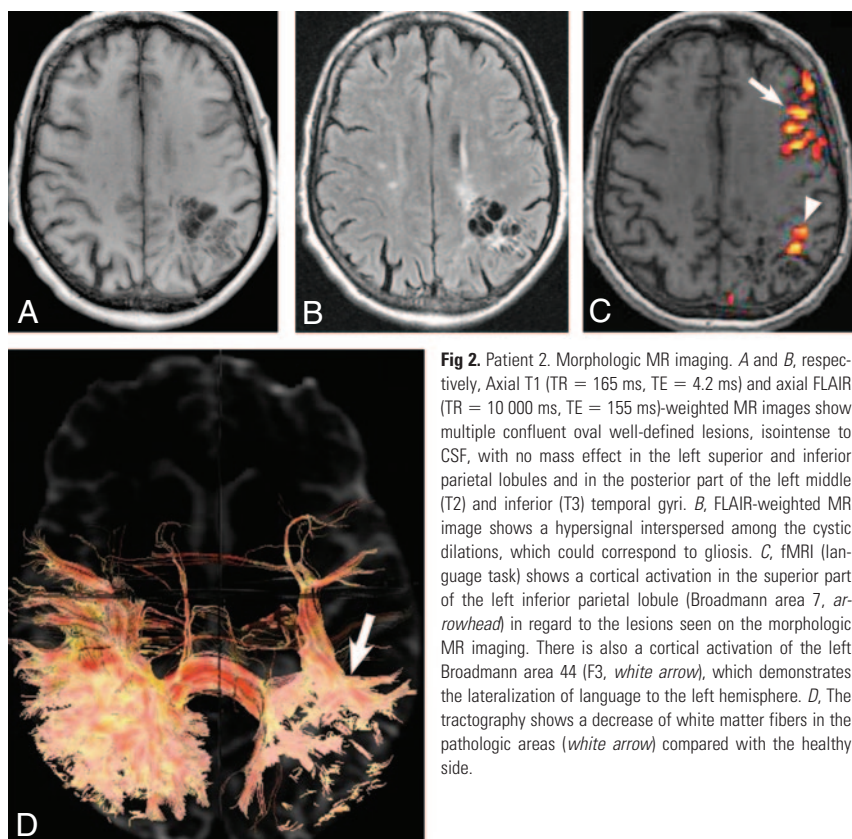 A
B
C
D
Fig 2. Patient 2. Morphologic MR imaging. A and B, respec-
tively, Axial T1 (TR = 165 ms, TE = 4.2 ms) and axial FLAIR
(TR = 10 000 ms, TE = 155 ms)-weighted MR images show
multiple confluent oval well-defined lesions, isointense to
CSF, with no mass effect in the left superior and inferior
parietal lobules and in the posterior part of the left middle
(T2) and inferior (T3) temporal gyri. B, FLAIR-weighted MR
image shows a hypersignal interspersed among the cystic
dilations, which could correspond to gliosis. C, fMRI (lan-
guage task) shows a cortical activation in the superior part
of the left inferior parietal lobule (Broadmann area 7, ar-
rowhead) in regard to the lesions seen on the morphologic
MR imaging. There is also a cortical activation of the left
Broadmann area 44 (F3, white arrow), which demonstrates
the lateralization of language to the left hemisphere. D, The
tractography shows a decrease of white matter fibers in the
pathologic areas (white arrow) compared with the healthy
side.